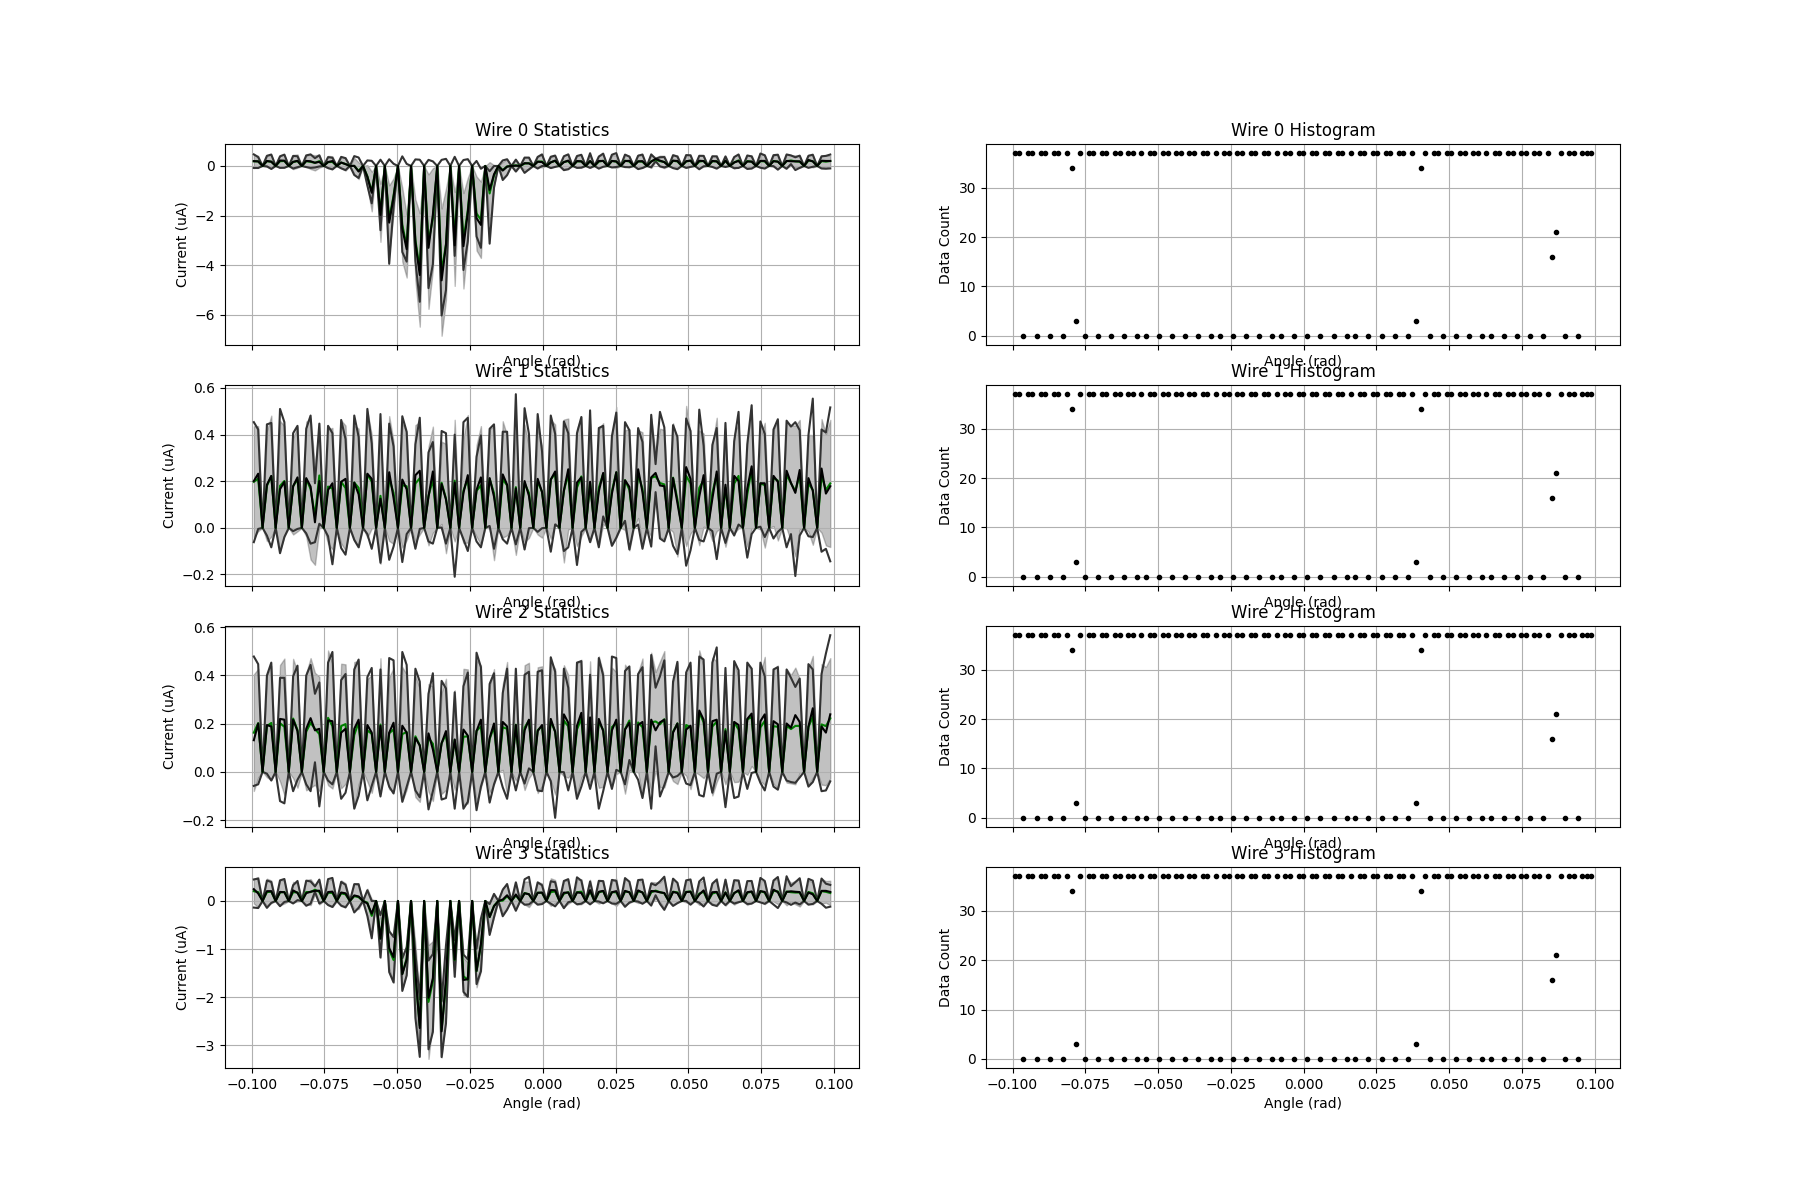 Wire 0 Statistics
Current (uA)
0
−2
−4
−6
Angle (rad)
Wire 0 Histogram
Data Count
30
20
10
0
Angle (rad)
Wire 1 Statistics
Current (uA)
0.6
0.4
0.2
0.0
−0.2
Angle (rad)
Wire 1 Histogram
Data Count
30
20
10
0
Angle (rad)
Wire 2 Statistics
Current (uA)
0.6
0.4
0.2
0.0
−0.2
Angle (rad)
Wire 2 Histogram
Data Count
30
20
10
0
Angle (rad)
Wire 3 Statistics
Current (uA)
0
−1
−2
−3
−0.100 −0.075 −0.050 −0.025 0.000 0.025 0.050 0.075 0.100
Angle (rad)
Wire 3 Histogram
Data Count
30
20
10
0
−0.100 −0.075 −0.050 −0.025 0.000 0.025 0.050 0.075 0.100
Angle (rad)